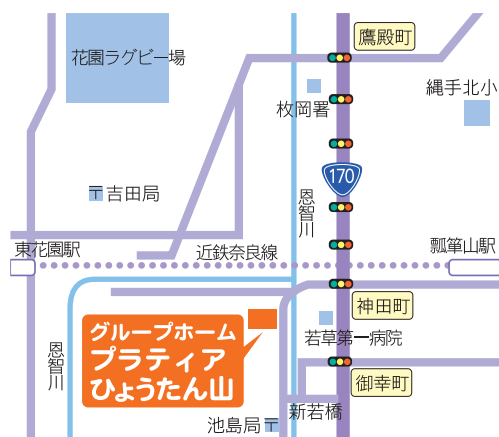 鷹殿町
花園ラグビー場
縄手北小
枚岡署
170
〒吉田局
恩智川
東花園駅
近鉄奈良線
瓢箪山駅
神田町
グループホーム
プラティア
ひょうたん山
若草第一病院
恩智川
御幸町
新若橋
池島局〒